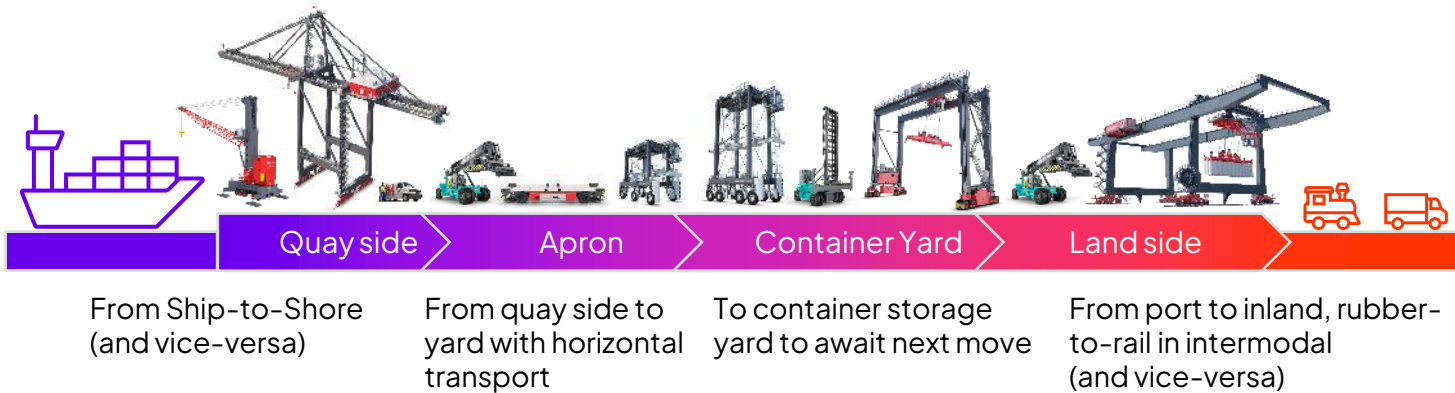 Quay side
Apron
Container Yard
Land side
From Ship-to-Shore
(and vice-versa)
From quay side to
yard with horizontal
transport
To container storage
yard to await next move
From port to inland, rubber-
to-rail in intermodal
(and vice-versa)